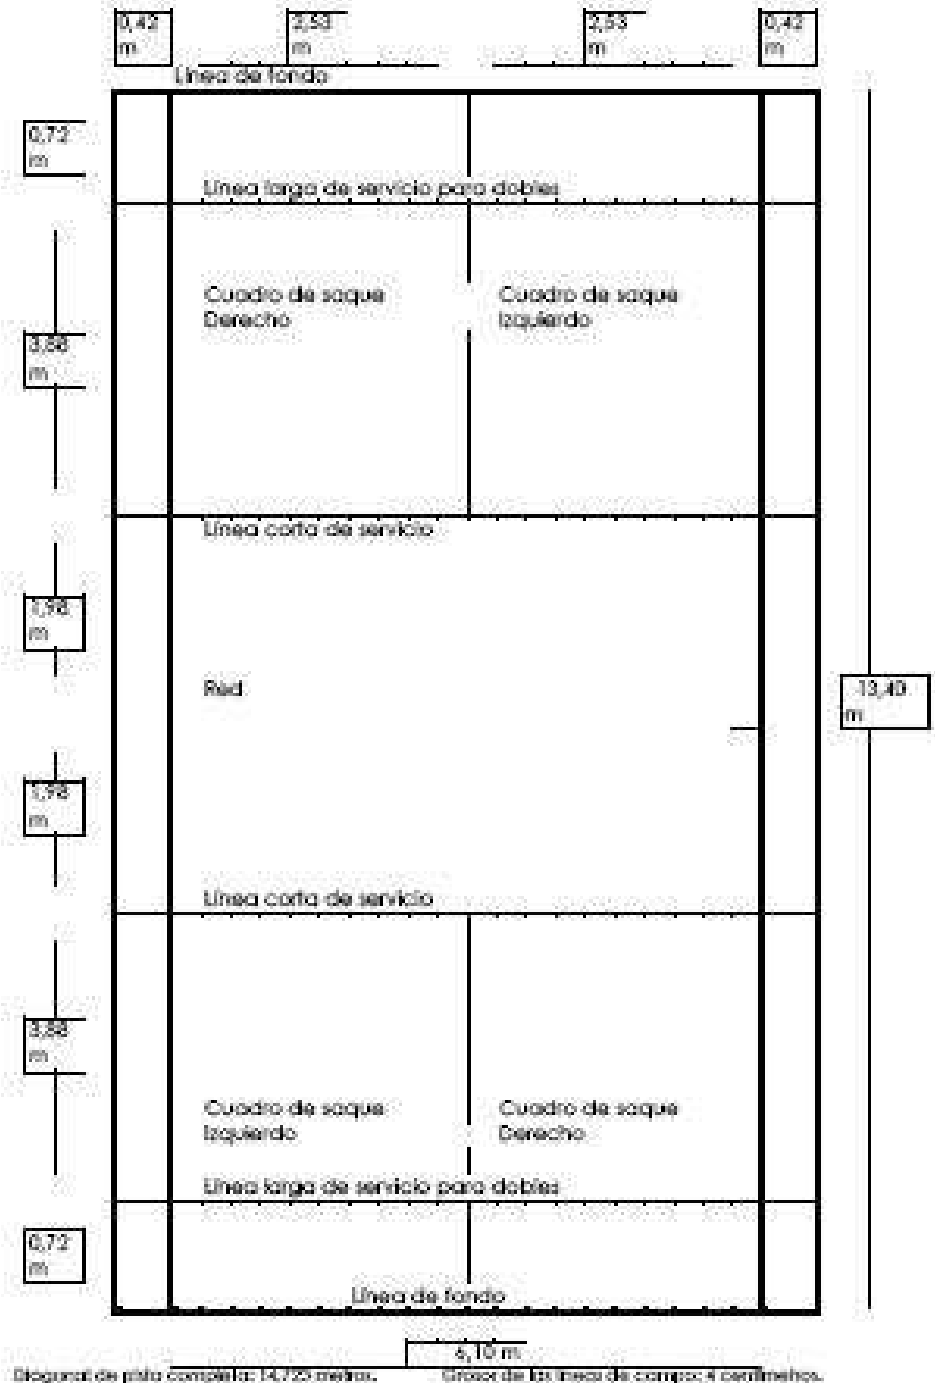 0,42 m
2,53 m
2,53 m
0,42 m
Línea de fondo
0,72 m
Línea larga de servicio para dobles
Cuadro de saque Derecho
Cuadro de saque Izquierdo
3,88 m
Línea corta de servicio
1,98 m
Red
13,40 m
1,98 m
Línea corta de servicio
3,88 m
Cuadro de saque Izquierdo
Cuadro de saque Derecho
Línea larga de servicio para dobles
0,72 m
Línea de fondo
6,10 m
Diagonal de pista completa: 14,725 metros.
Grosor de las líneas de campo: 4 centímetros.